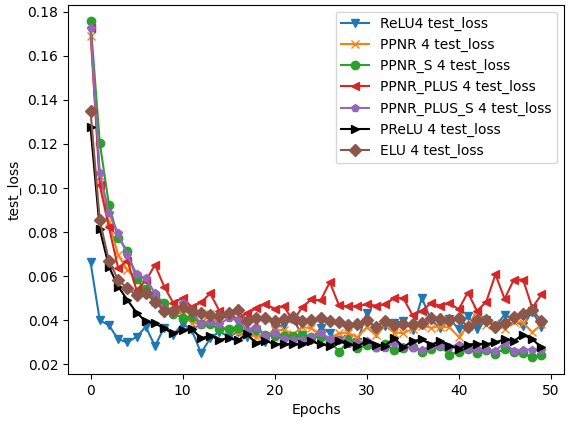 0.18
0.16
0.14
0.12
0.10
0.08
0.06
0.04
0.02
test_loss
0 10 20 30 40 50
Epochs
ReLU4 test_loss
PPNR 4 test_loss
PPNR_S 4 test_loss
PPNR_PLUS 4 test_loss
PPNR_PLUS_S 4 test_loss
PReLU 4 test_loss
ELU 4 test_loss